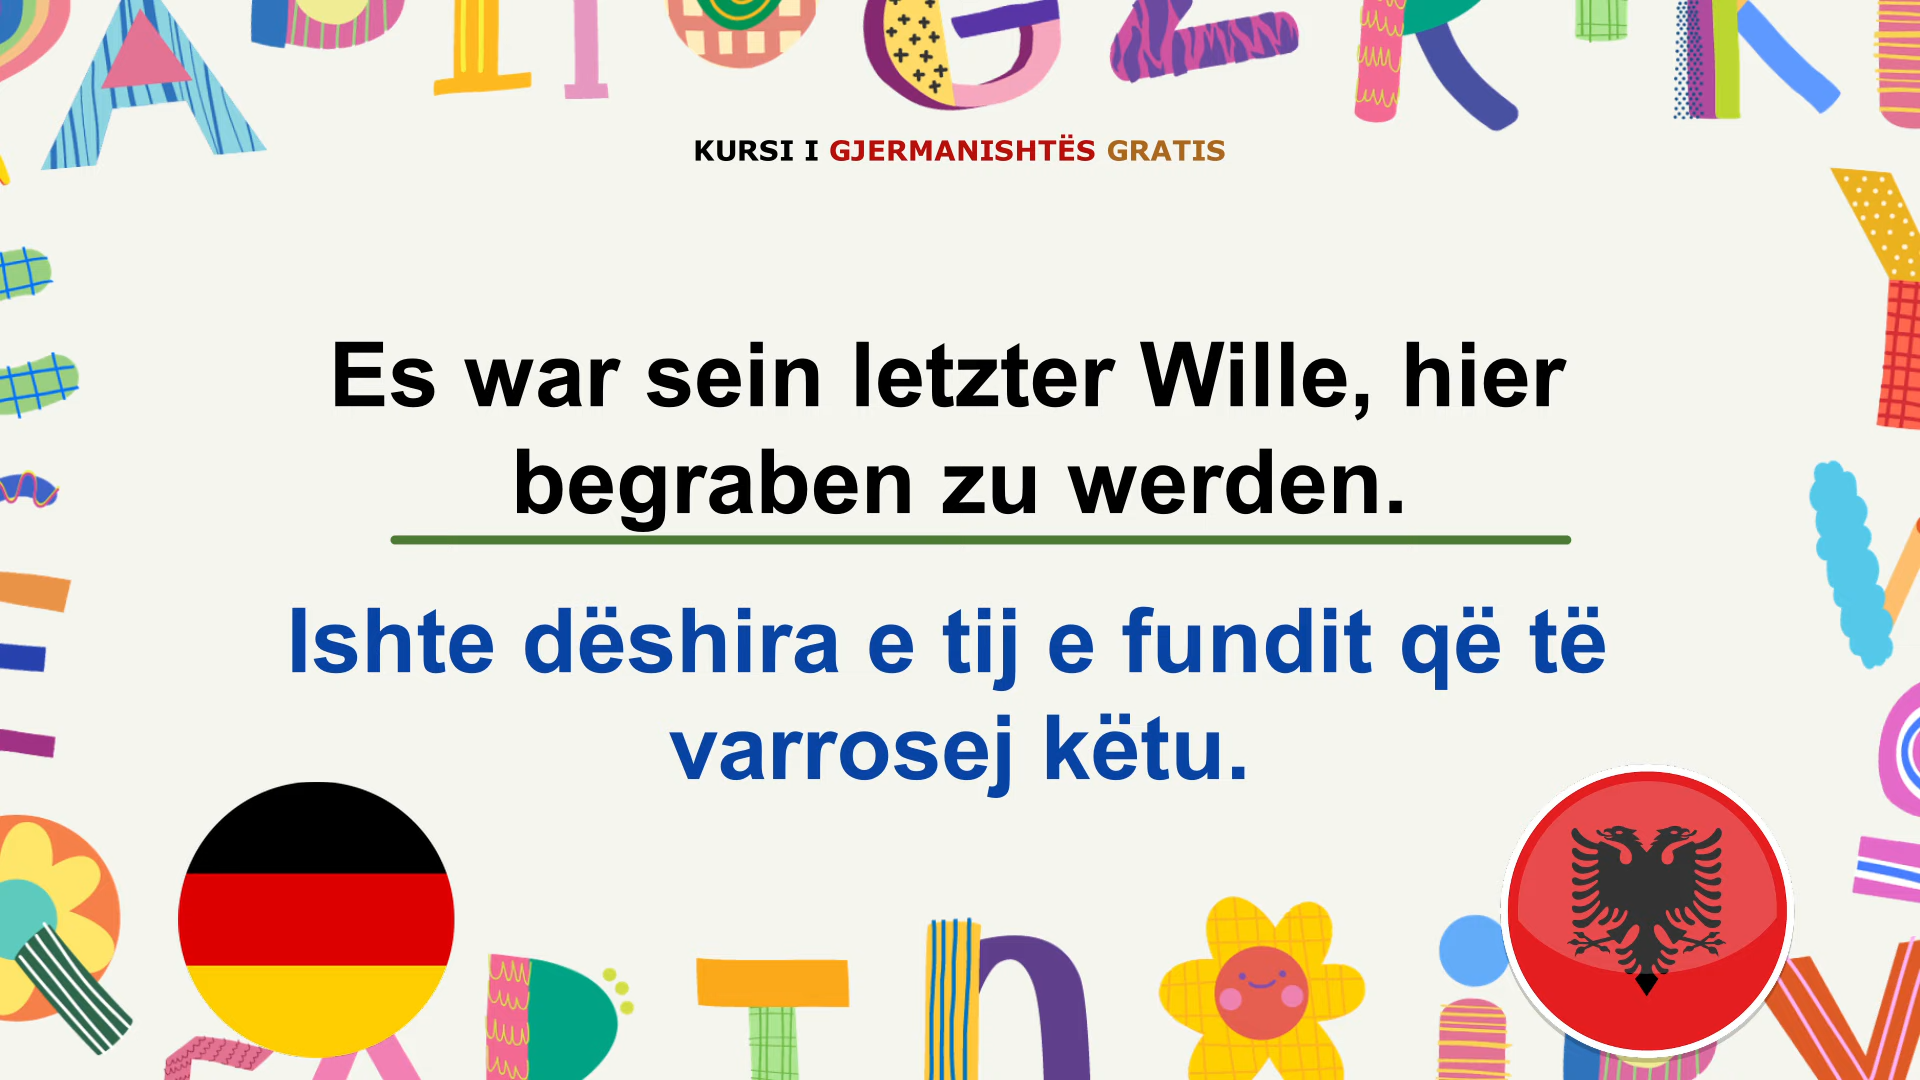 KURSI I GJERMANISHTËS GRATIS
Es war sein letzter Wille, hier
begraben zu werden.
Ishte dëshira e tij e fundit që të
varrosej këtu.